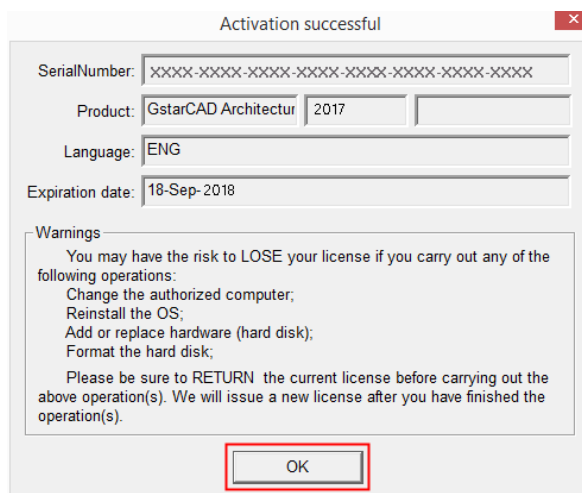 Activation successful
SerialNumber: XXXX-XXXX-XXXX-XXXX-XXXX-XXXX-XXXX-XXXX
Product: GstarCAD Architectur 2017
Language: ENG
Expiration date: 18-Sep-2018
Warnings
You may have the risk to LOSE your license if you carry out any of the
following operations:
Change the authorized computer;
Reinstall the OS;
Add or replace hardware (hard disk);
Format the hard disk;
Please be sure to RETURN the current license before carrying out the
above operation(s). We will issue a new license after you have finished the
operation(s).
OK